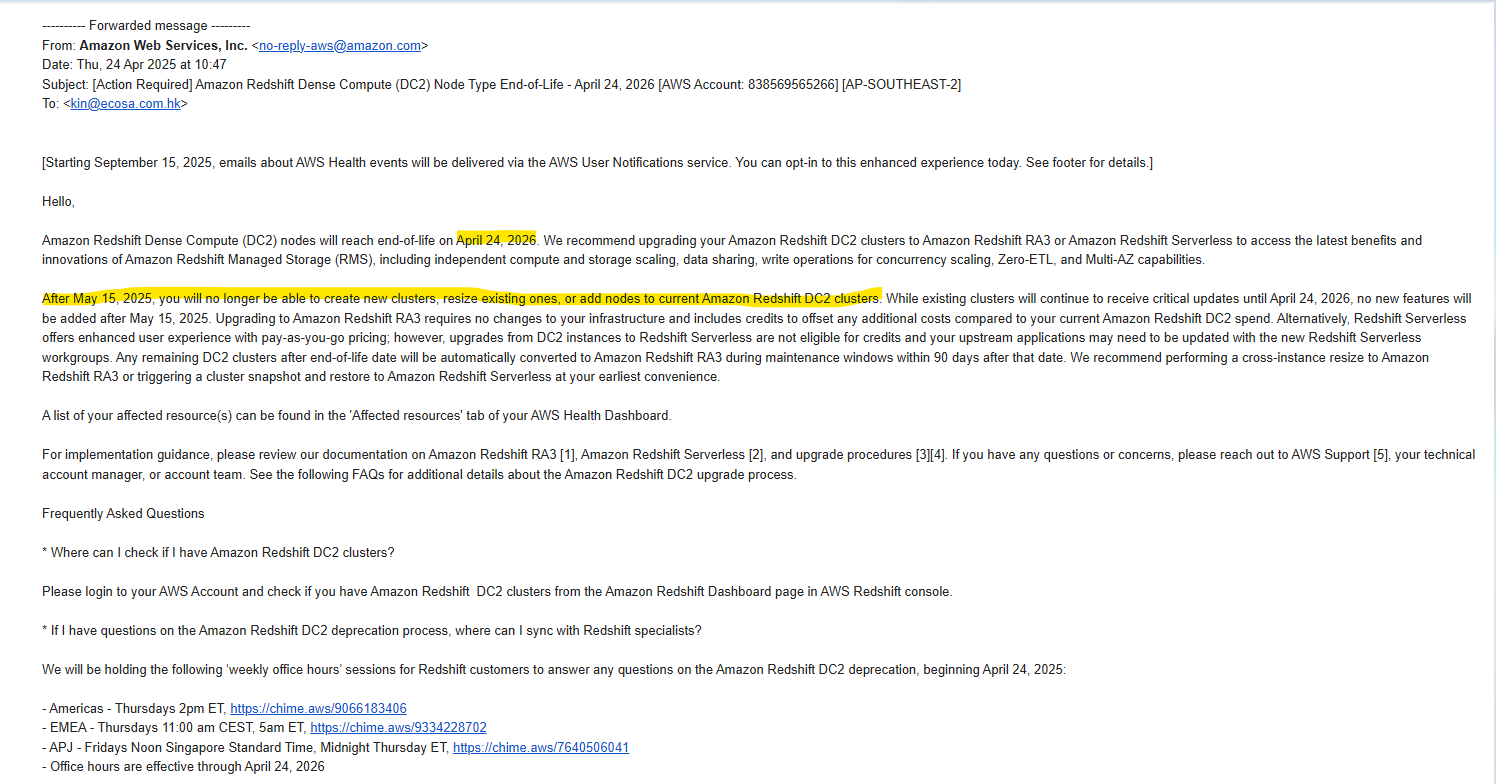 ---------- Forwarded message ---------
From: Amazon Web Services, Inc. <no-reply-aws@amazon.com>
Date: Thu, 24 Apr 2025 at 10:47
Subject: [Action Required] Amazon Redshift Dense Compute (DC2) Node Type End-of-Life - April 24, 2026 [AWS Account: 838569565266] [AP-SOUTHEAST-2]
To: <kin@ecosa.com.hk>
[Starting September 15, 2025, emails about AWS Health events will be delivered via the AWS User Notifications service. You can opt-in to this enhanced experience today. See footer for details.]
Hello,
Amazon Redshift Dense Compute (DC2) nodes will reach end-of-life on April 24, 2026. We recommend upgrading your Amazon Redshift DC2 clusters to Amazon Redshift RA3 or Amazon Redshift Serverless to access the latest benefits and
innovations of Amazon Redshift Managed Storage (RMS), including independent compute and storage scaling, data sharing, write operations for concurrency scaling, Zero-ETL, and Multi-AZ capabilities.
After May 15, 2025, you will no longer be able to create new clusters, resize existing ones, or add nodes to current Amazon Redshift DC2 clusters. While existing clusters will continue to receive critical updates until April 24, 2026, no new features will
be added after May 15, 2025. Upgrading to Amazon Redshift RA3 requires no changes to your infrastructure and includes credits to offset any additional costs compared to your current Amazon Redshift DC2 spend. Alternatively, Redshift Serverless
offers enhanced user experience with pay-as-you-go pricing; however, upgrades from DC2 instances to Redshift Serverless are not eligible for credits and your upstream applications may need to be updated with the new Redshift Serverless
workgroups. Any remaining DC2 clusters after end-of-life date will be automatically converted to Amazon Redshift RA3 during maintenance windows within 90 days after that date. We recommend performing a cross-instance resize to Amazon
Redshift RA3 or triggering a cluster snapshot and restore to Amazon Redshift Serverless at your earliest convenience.
A list of your affected resource(s) can be found in the 'Affected resources' tab of your AWS Health Dashboard.
For implementation guidance, please review our documentation on Amazon Redshift RA3 [1], Amazon Redshift Serverless [2], and upgrade procedures [3][4]. If you have any questions or concerns, please reach out to AWS Support [5], your technical
account manager, or account team. See the following FAQs for additional details about the Amazon Redshift DC2 upgrade process.
Frequently Asked Questions
* Where can I check if I have Amazon Redshift DC2 clusters?
Please login to your AWS Account and check if you have Amazon Redshift  DC2 clusters from the Amazon Redshift Dashboard page in AWS Redshift console.
* If I have questions on the Amazon Redshift DC2 deprecation process, where can I sync with Redshift specialists?
We will be holding the following ‘weekly office hours’ sessions for Redshift customers to answer any questions on the Amazon Redshift DC2 deprecation, beginning April 24, 2025:
- Americas - Thursdays 2pm ET, https://chime.aws/9066183406
- EMEA - Thursdays 11:00 am CEST, 5am ET, https://chime.aws/9334228702
- APJ - Fridays Noon Singapore Standard Time, Midnight Thursday ET, https://chime.aws/7640506041
- Office hours are effective through April 24, 2026